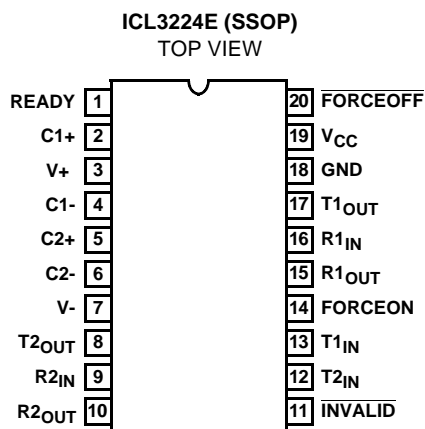 ICL3224E (SSOP)
TOP VIEW
READY 1 20 FORCEOFF
C1+ 2 19 VCC
V+ 3 18 GND
C1- 4 17 T1OUT
C2+ 5 16 R1IN
C2- 6 15 R1OUT
V- 7 14 FORCEON
T2OUT 8 13 T1IN
R2IN 9 12 T2IN
R2OUT 10 11 INVALID